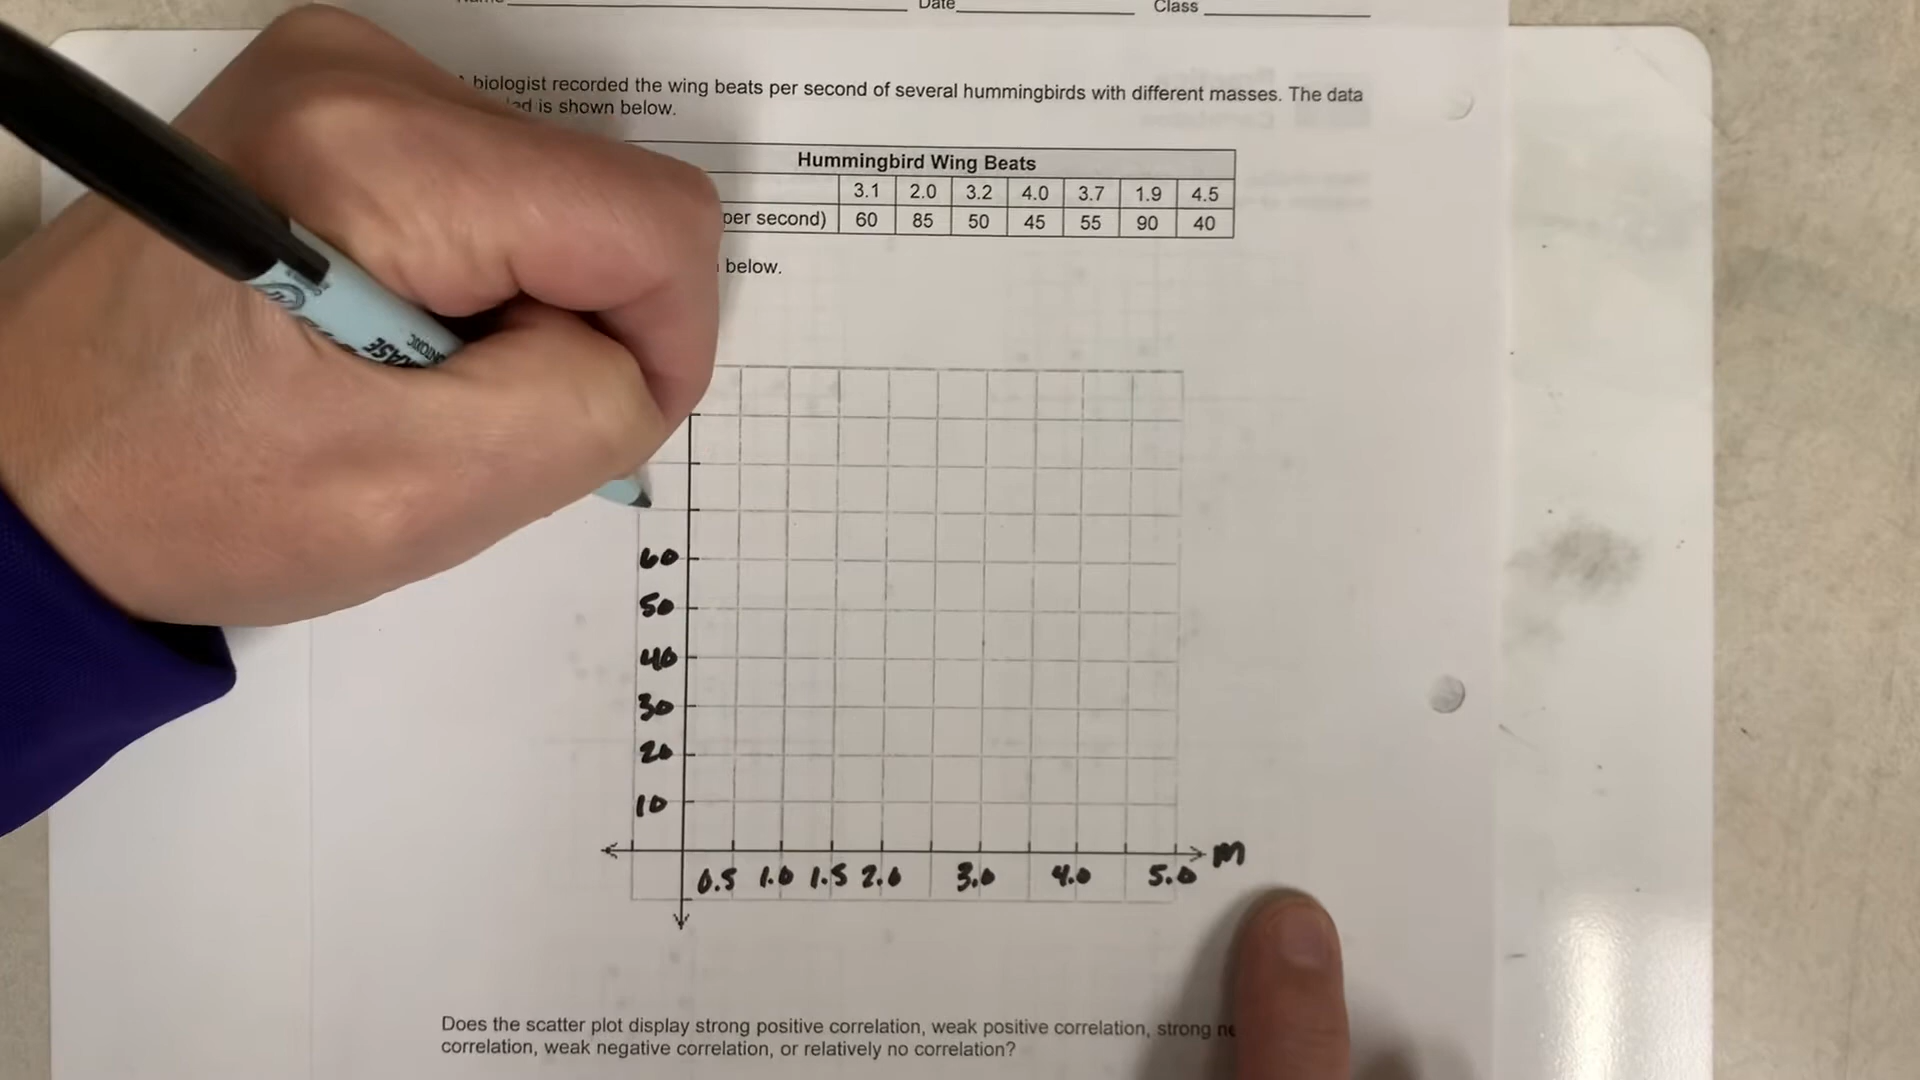 Name Date Class
biologist recorded the wing beats per second of several hummingbirds with different masses. The data
is shown below.
Hummingbird Wing Beats
3.1 2.0 3.2 4.0 3.7 1.9 4.5
per second) 60 85 50 45 55 90 40
below.
60
50
40
30
20
10
m
0.5 1.0 1.5 2.0 3.0 4.0 5.0
Does the scatter plot display strong positive correlation, weak positive correlation, strong
correlation, weak negative correlation, or relatively no correlation?